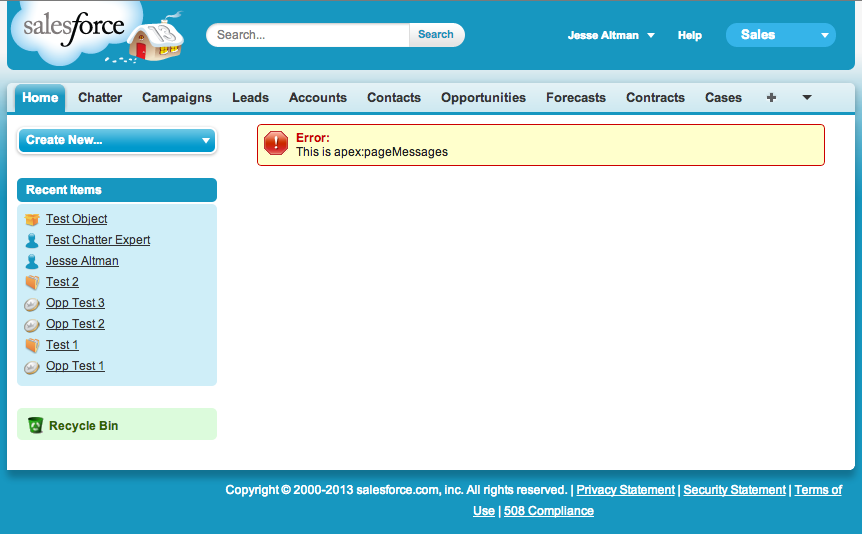 salesforce
13
Search...
Search
Jesse Altman
Help
Sales
Home Chatter Campaigns Leads Accounts Contacts Opportunities Forecasts Contracts Cases +
Create New...
Recent Items
Test Object
Test Chatter Expert
Jesse Altman
Test 2
Opp Test 3
Opp Test 2
Test 1
Opp Test 1
Recycle Bin
Error:
This is apex:pageMessages
Copyright © 2000-2013 salesforce.com, inc. All rights reserved. | Privacy Statement | Security Statement | Terms of
Use | 508 Compliance